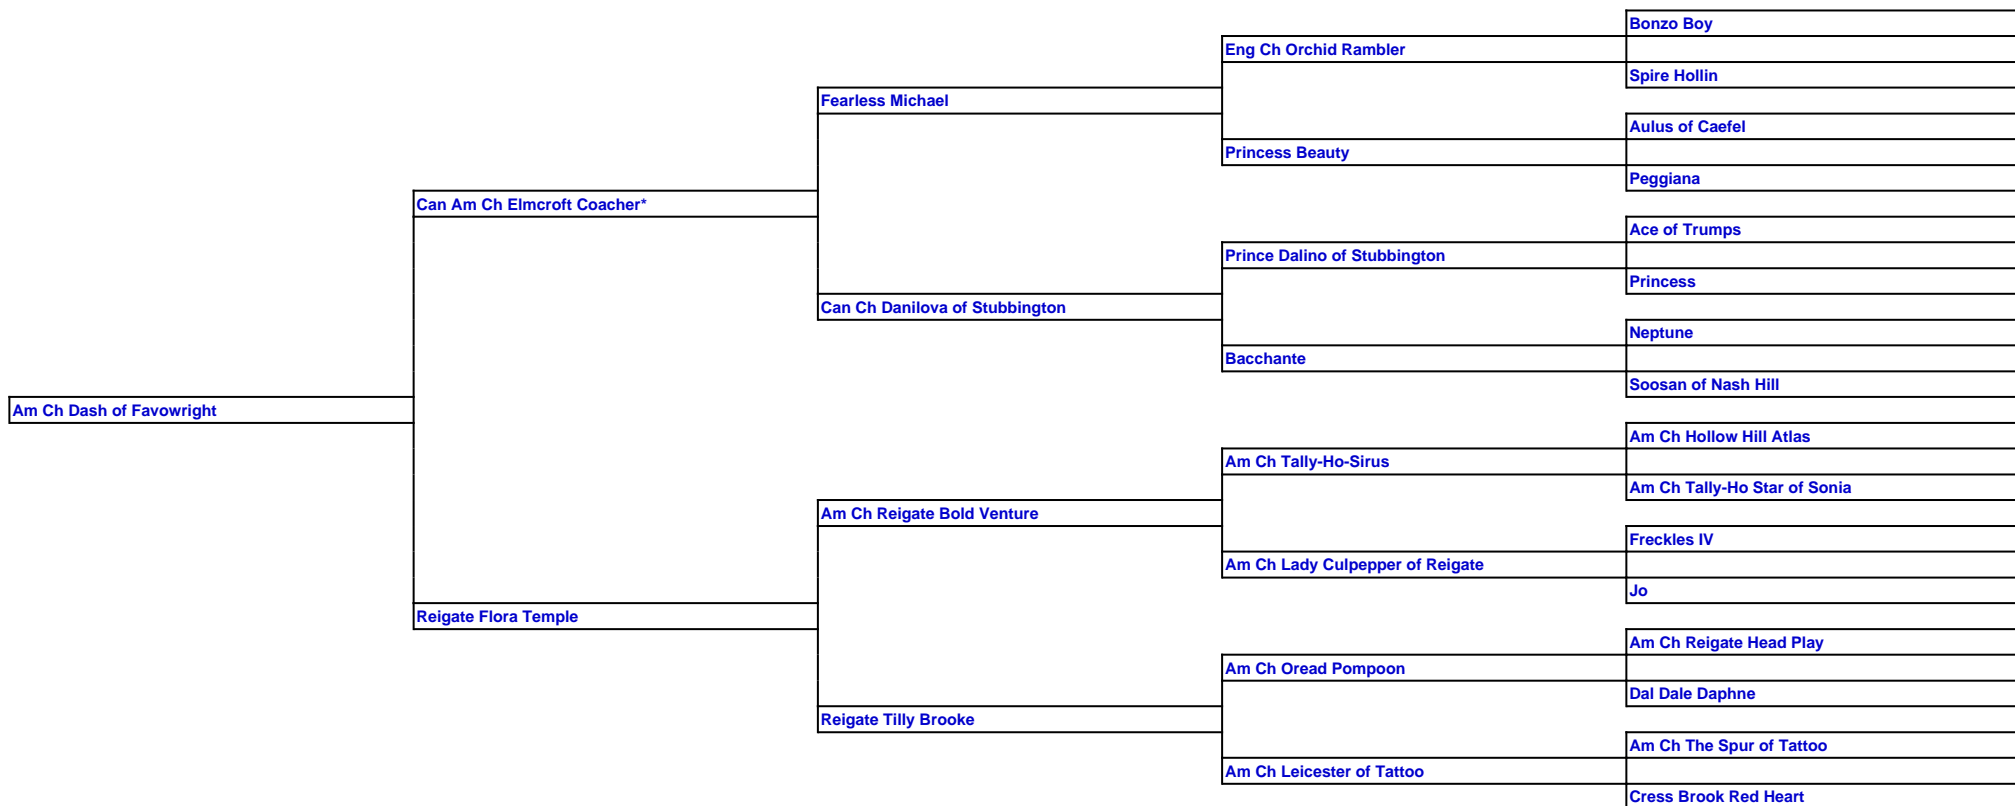 Bonzo Boy
Eng Ch Orchid Rambler
Spire Hollin
Fearless Michael
Aulus of Caefel
Princess Beauty
Peggiana
Can Am Ch Elmcroft Coacher*
Ace of Trumps
Prince Dalino of Stubbington
Princess
Can Ch Danilova of Stubbington
Neptune
Bacchante
Soosan of Nash Hill
Am Ch Dash of Favowright
Am Ch Hollow Hill Atlas
Am Ch Tally-Ho-Sirus
Am Ch Tally-Ho Star of Sonia
Am Ch Reigate Bold Venture
Freckles IV
Am Ch Lady Culpepper of Reigate
Jo
Reigate Flora Temple
Am Ch Reigate Head Play
Am Ch Oread Pompoon
Dal Dale Daphne
Reigate Tilly Brooke
Am Ch The Spur of Tattoo
Am Ch Leicester of Tattoo
Cress Brook Red Heart